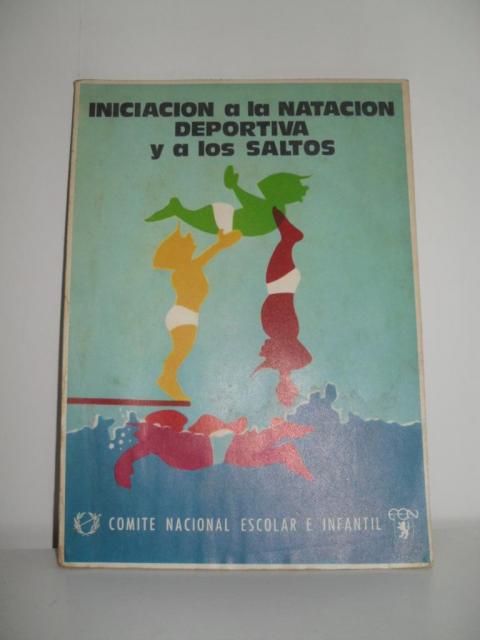 INICIACION a la NATACION
DEPORTIVA
y a los SALTOS
COMITE NACIONAL ESCOLAR E INFANTIL